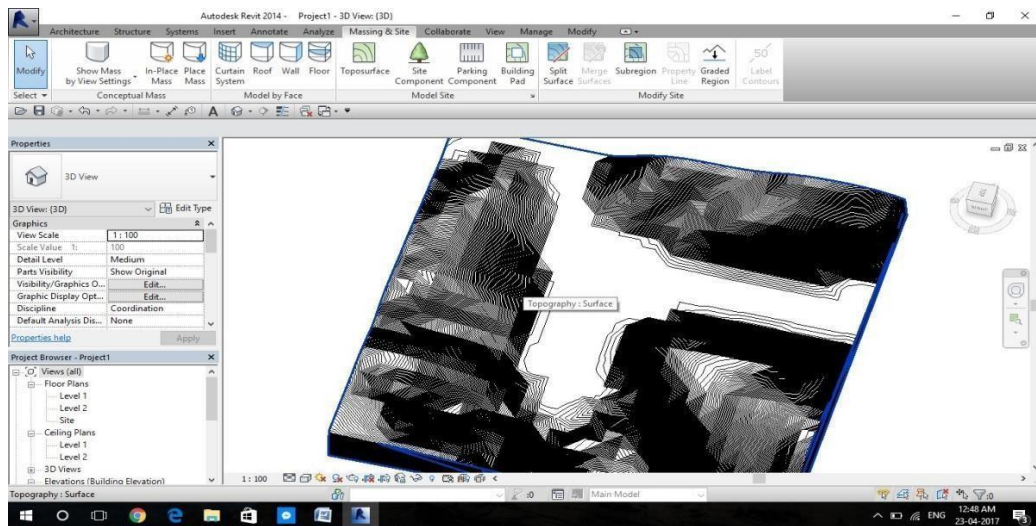 Autodesk Revit 2014 - Project1 - 3D View: {3D}
Architecture Structure Systems Insert Annotate Analyze Massing & Site Collaborate View Manage Modify
Modify
Show Mass by View Settings
In-Place Mass
Place Mass
Curtain System
Roof
Wall
Floor
Toposurface
Site Component
Parking Component
Building Pad
Split Surface
Merge Surfaces
Subregion
Property Line
Graded Region
Label Contours
Select Conceptual Mass Model by Face Model Site Modify Site
Properties
3D View
3D View: {3D} Edit Type
Graphics
View Scale 1 : 100
Scale Value 1: 100
Detail Level Medium
Parts Visibility Show Original
Visibility/Graphics O... Edit...
Graphic Display Opt... Edit...
Discipline Coordination
Default Analysis Dis... None
Properties help Apply
Topography : Surface
Project Browser - Project1
Views (all)
Floor Plans
Level 1
Level 2
Site
Ceiling Plans
Level 1
Level 2
3D Views
Elevations (Building Elevation)
1 : 100
Topography : Surface :0 Main Model :0
ENG 12:48 AM
23-04-2017